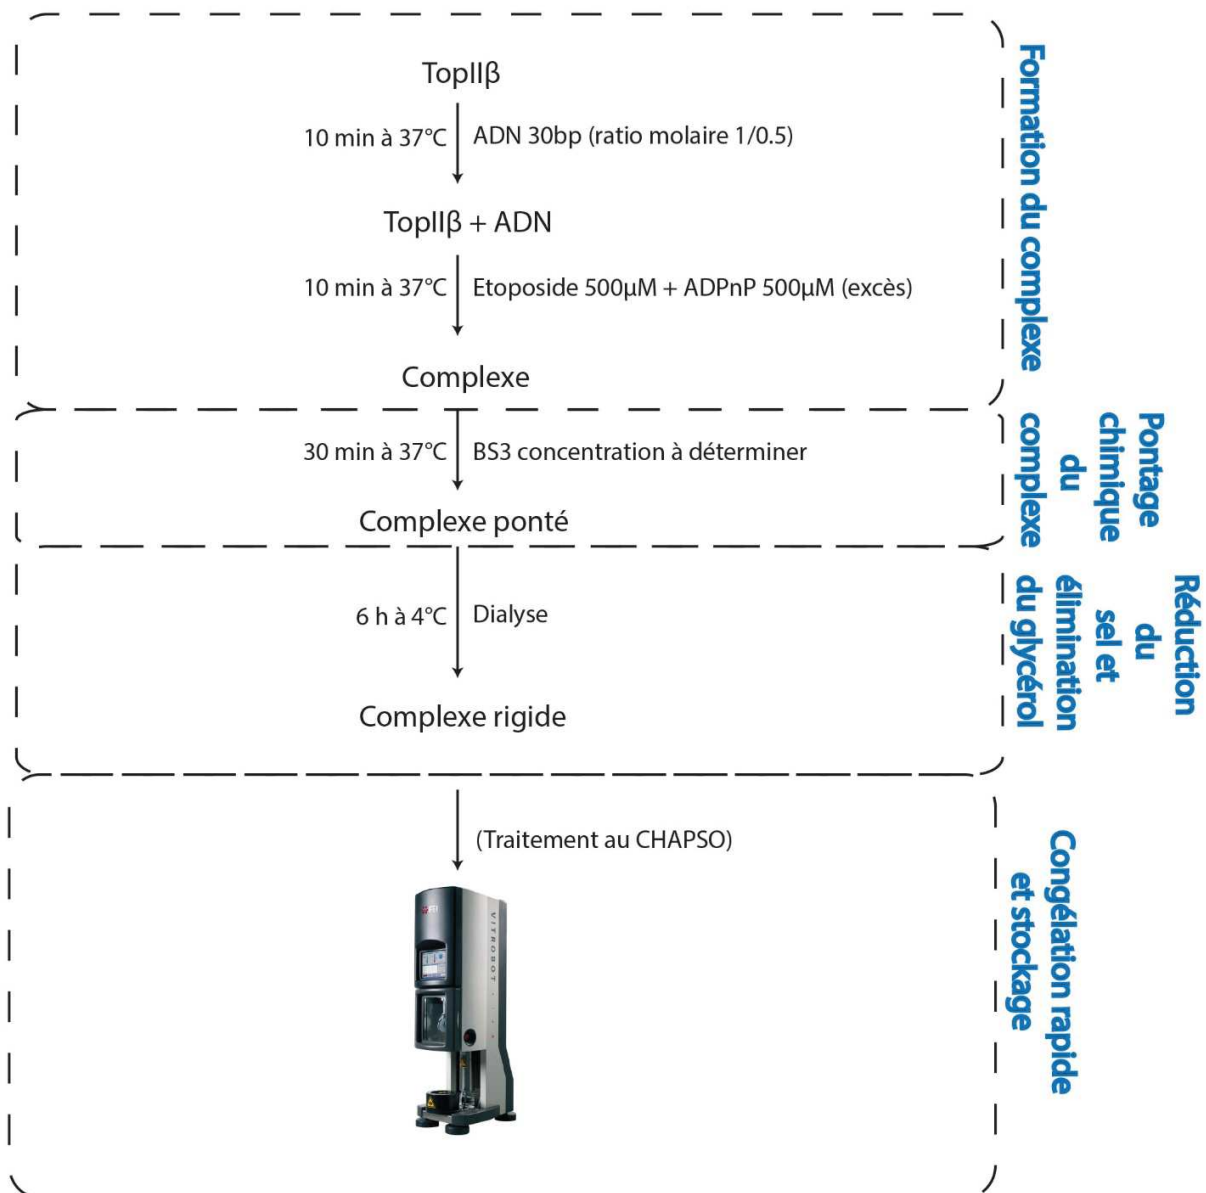 TopIIβ
10 min à 37°C
ADN 30bp (ratio molaire 1/0.5)
TopIIβ + ADN
10 min à 37°C
Etoposide 500µM + ADPnP 500µM (excès)
Complexe
Formation du complexe
30 min à 37°C
BS3 concentration à déterminer
Complexe ponté
Pontage
chimique
du
complexe
6 h à 4°C
Dialyse
Complexe rigide
Réduction
du
sel et
élimination
du glycérol
(Traitement au CHAPSO)
VITROBOT
Congélation rapide
et stockage